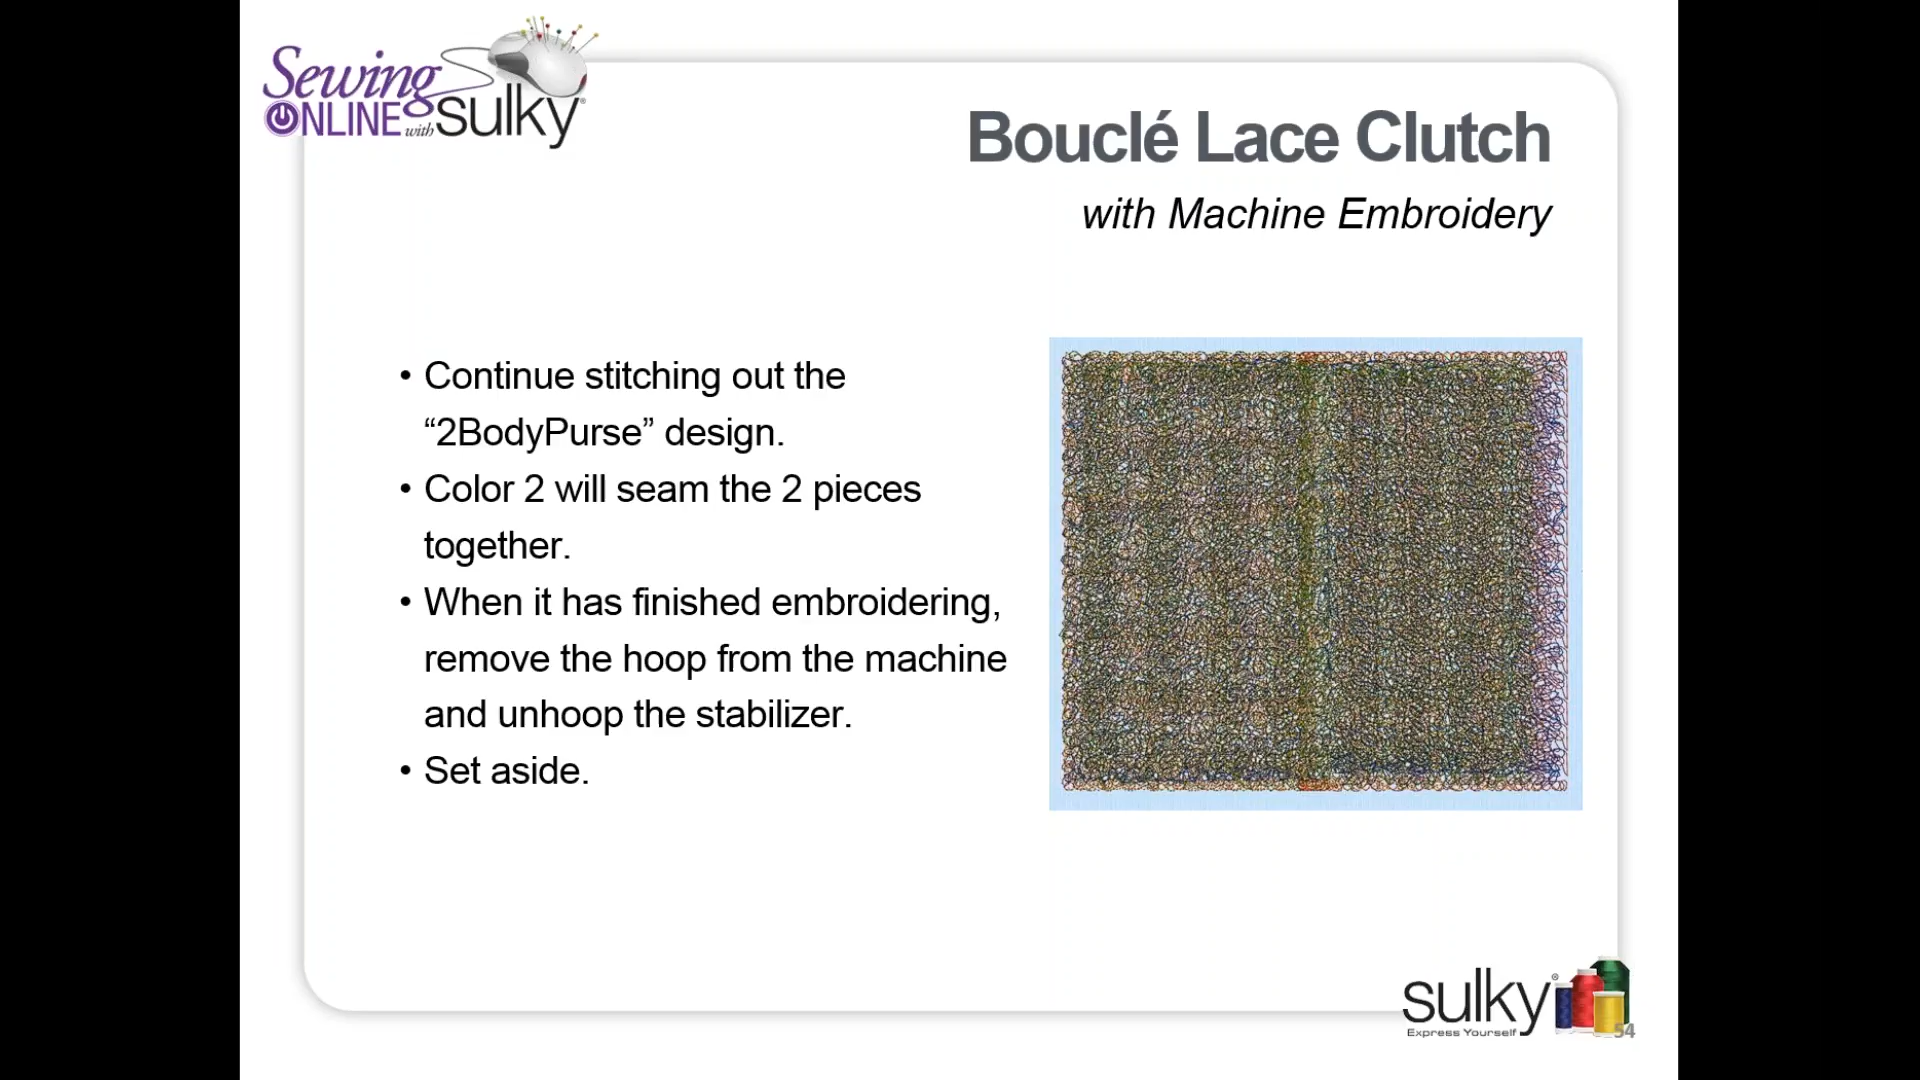 Sewing
ONLINE with sulky®
Bouclé Lace Clutch
with Machine Embroidery
• Continue stitching out the
“2BodyPurse” design.
• Color 2 will seam the 2 pieces
together.
• When it has finished embroidering,
remove the hoop from the machine
and unhoop the stabilizer.
• Set aside.
sulky®
Express Yourself
54